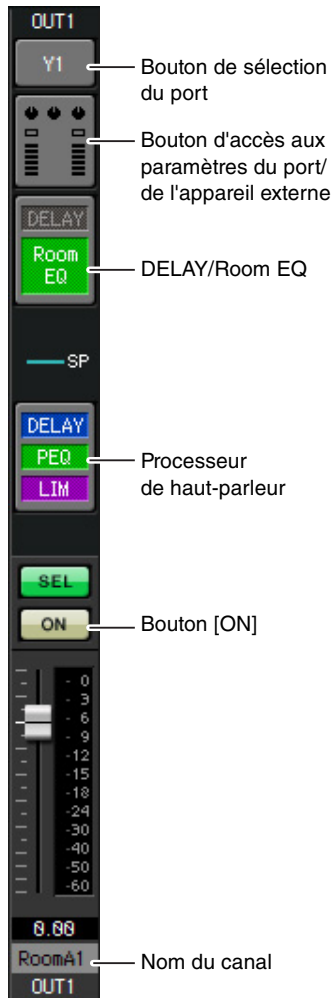 OUT1
Y1
Bouton de sélection
du port
Bouton d'accès aux
paramètres du port/
de l'appareil externe
DELAY
Room
EQ
DELAY/Room EQ
SP
DELAY
PEQ
LIM
Processeur
de haut-parleur
SEL
ON
Bouton [ON]
- 0
- 3
- 6
- 9
-12
-15
-18
-24
-30
-40
-50
-60
0.00
RoomA1
Nom du canal
OUT1